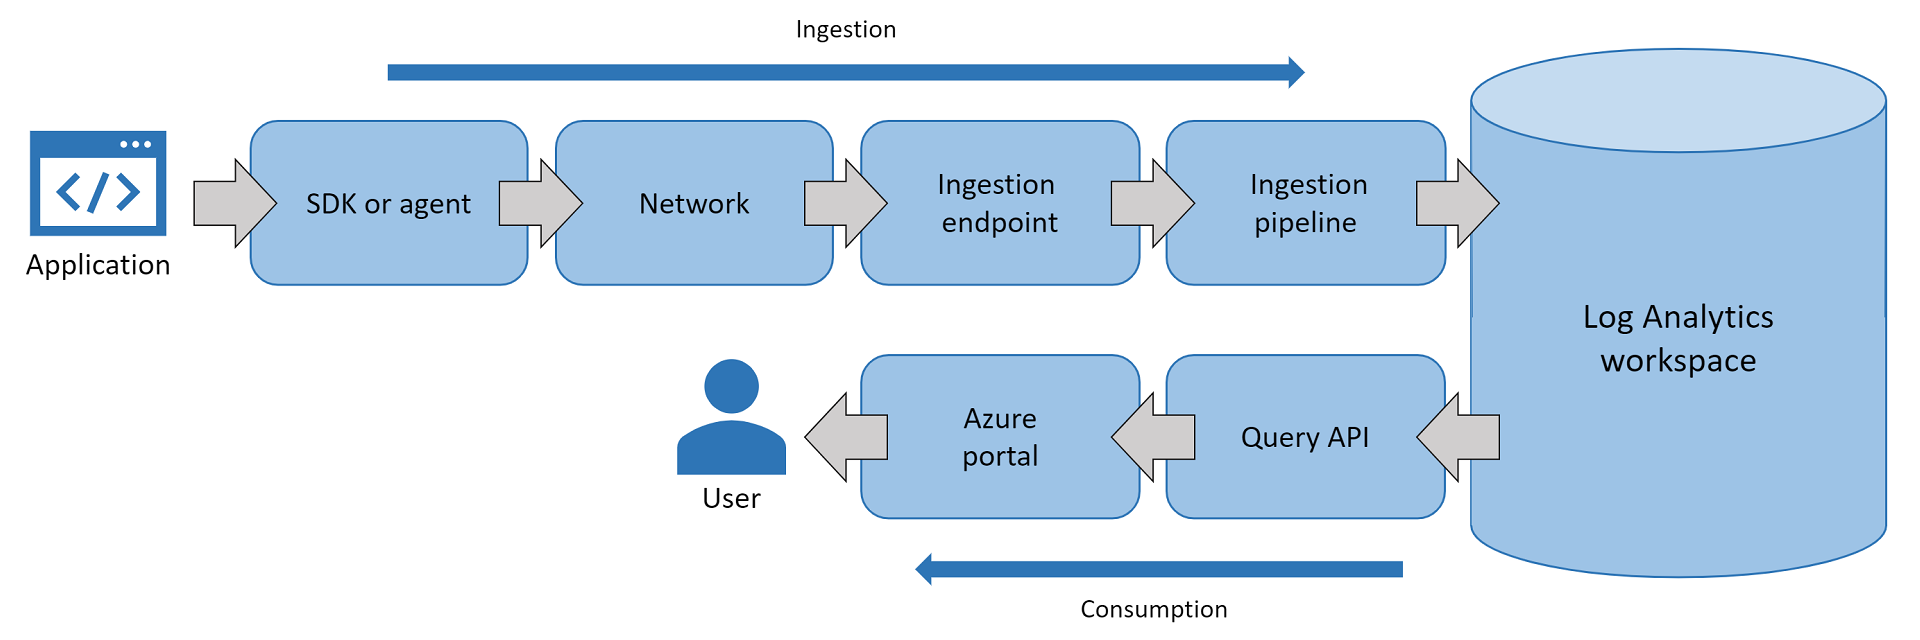 Ingestion
Application
SDK or agent
Network
Ingestion
endpoint
Ingestion
pipeline
Log Analytics
workspace
User
Azure
portal
Query API
Consumption